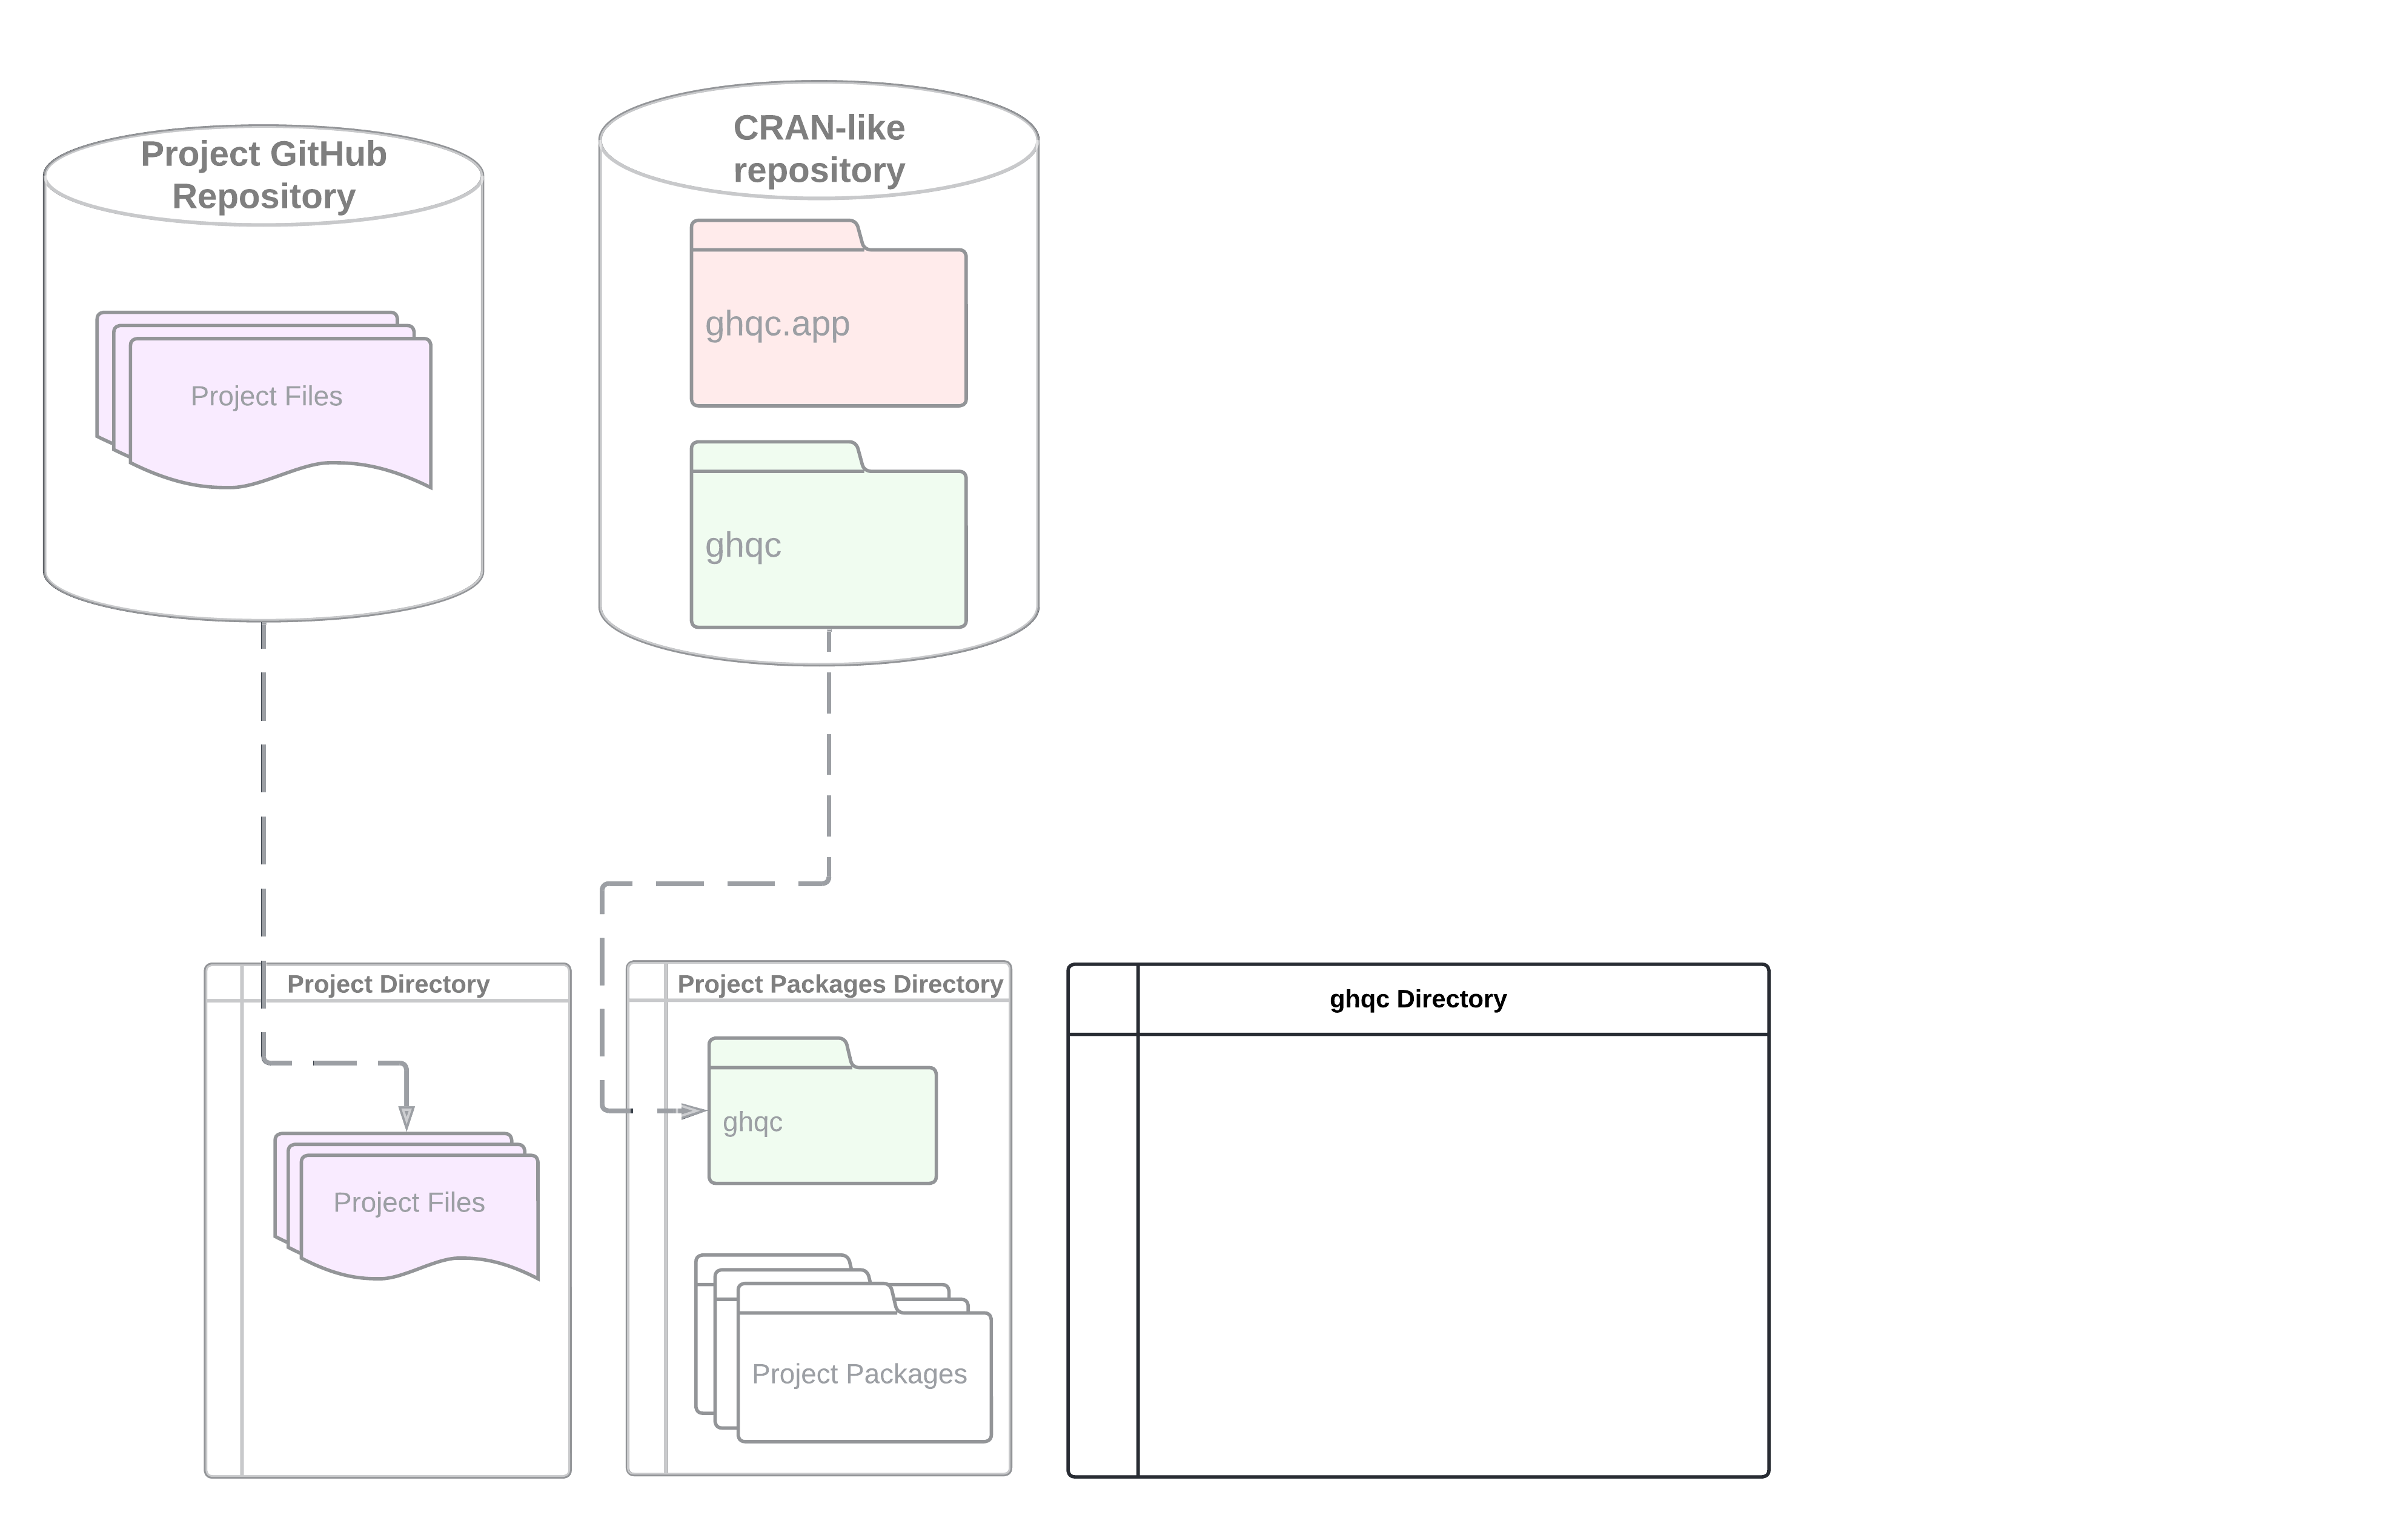 Project GitHub
Repository
Project Files
CRAN-like
repository
ghqc.app
ghqc
Project Directory
Project Files
Project Packages Directory
ghqc
Project Packages
ghqc Directory